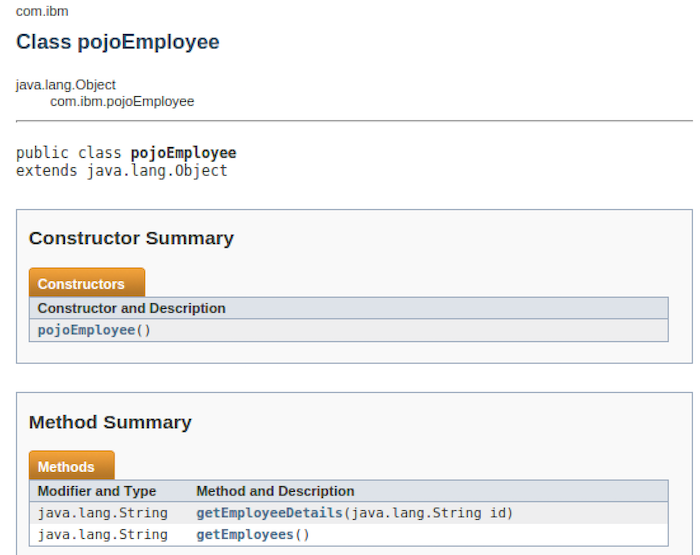 com.ibm
Class pojoEmployee
java.lang.Object
com.ibm.pojoEmployee
public class pojoEmployee
extends java.lang.Object
Constructor Summary
Constructors
Constructor and Description
pojoEmployee()
Method Summary
Methods
Modifier and Type Method and Description
java.lang.String getEmployeeDetails(java.lang.String id)
java.lang.String getEmployees()